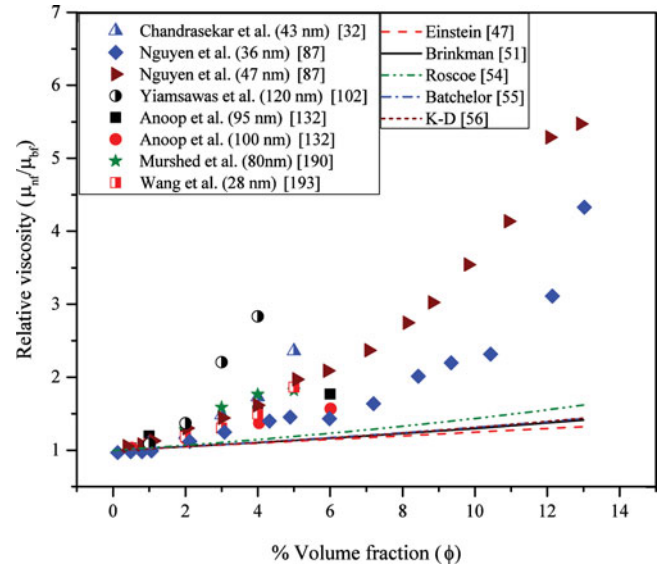 Chandrasekar et al. (43 nm) [32]
Nguyen et al. (36 nm) [87]
Nguyen et al. (47 nm) [87]
Yiamsawas et al. (120 nm) [102]
Anoop et al. (95 nm) [132]
Anoop et al. (100 nm) [132]
Murshed et al. (80nm) [190]
Wang et al. (28 nm) [193]
Einstein [47]
Brinkman [51]
Roscoe [54]
Batchelor [55]
K-D [56]
Relative viscosity (μnf/μbf)
7
6
5
4
3
2
1
0 2 4 6 8 10 12 14
% Volume fraction (ϕ)